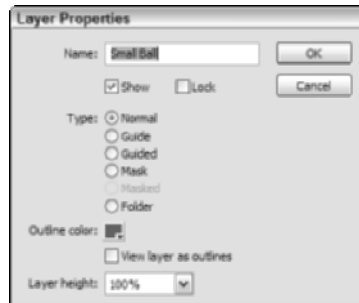 Layer Properties
Name: Small Ball OK
Show Lock Cancel
Type: Normal
Guide
Guided
Mask
Masked
Folder
Outline color:
View layer as outlines
Layer height: 100%